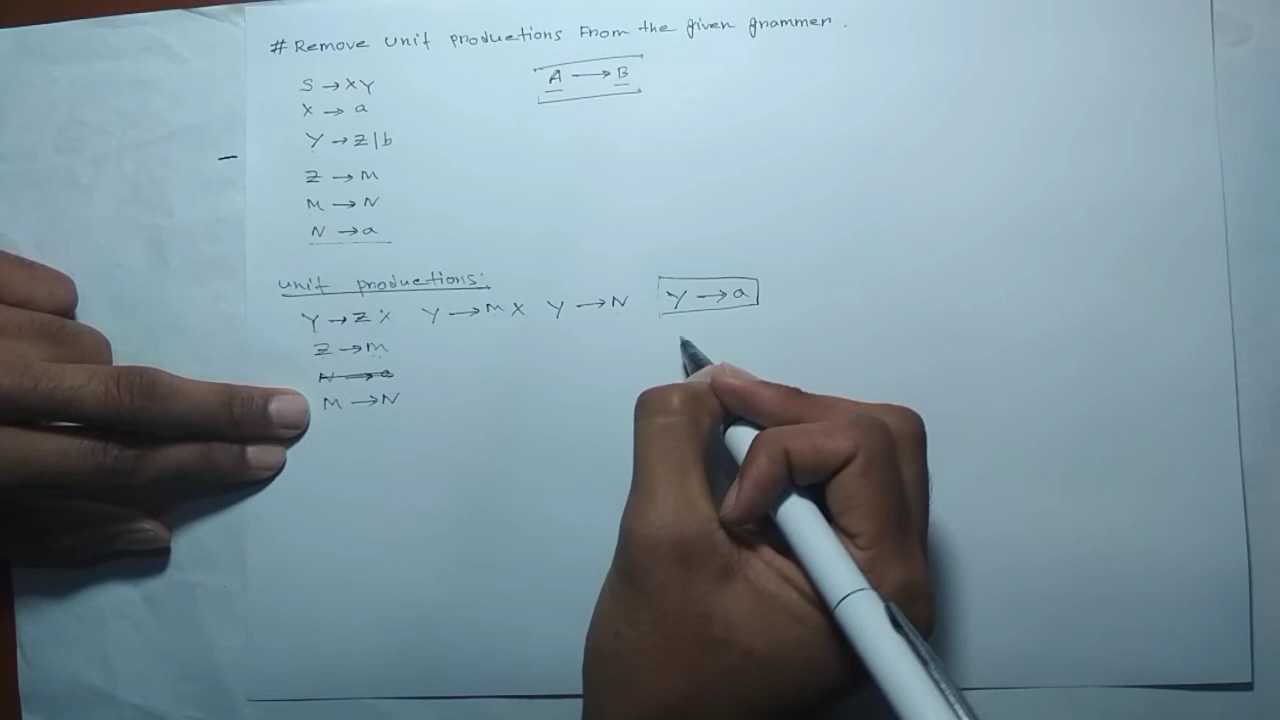 # Remove unit productions from the given grammer.
A → B
S → XY
X → a
Y → Z | b
Z → M
M → N
N → a
unit productions:
Y → Z X Y → M X Y → N Y → a
Z → M
N → a
M → N